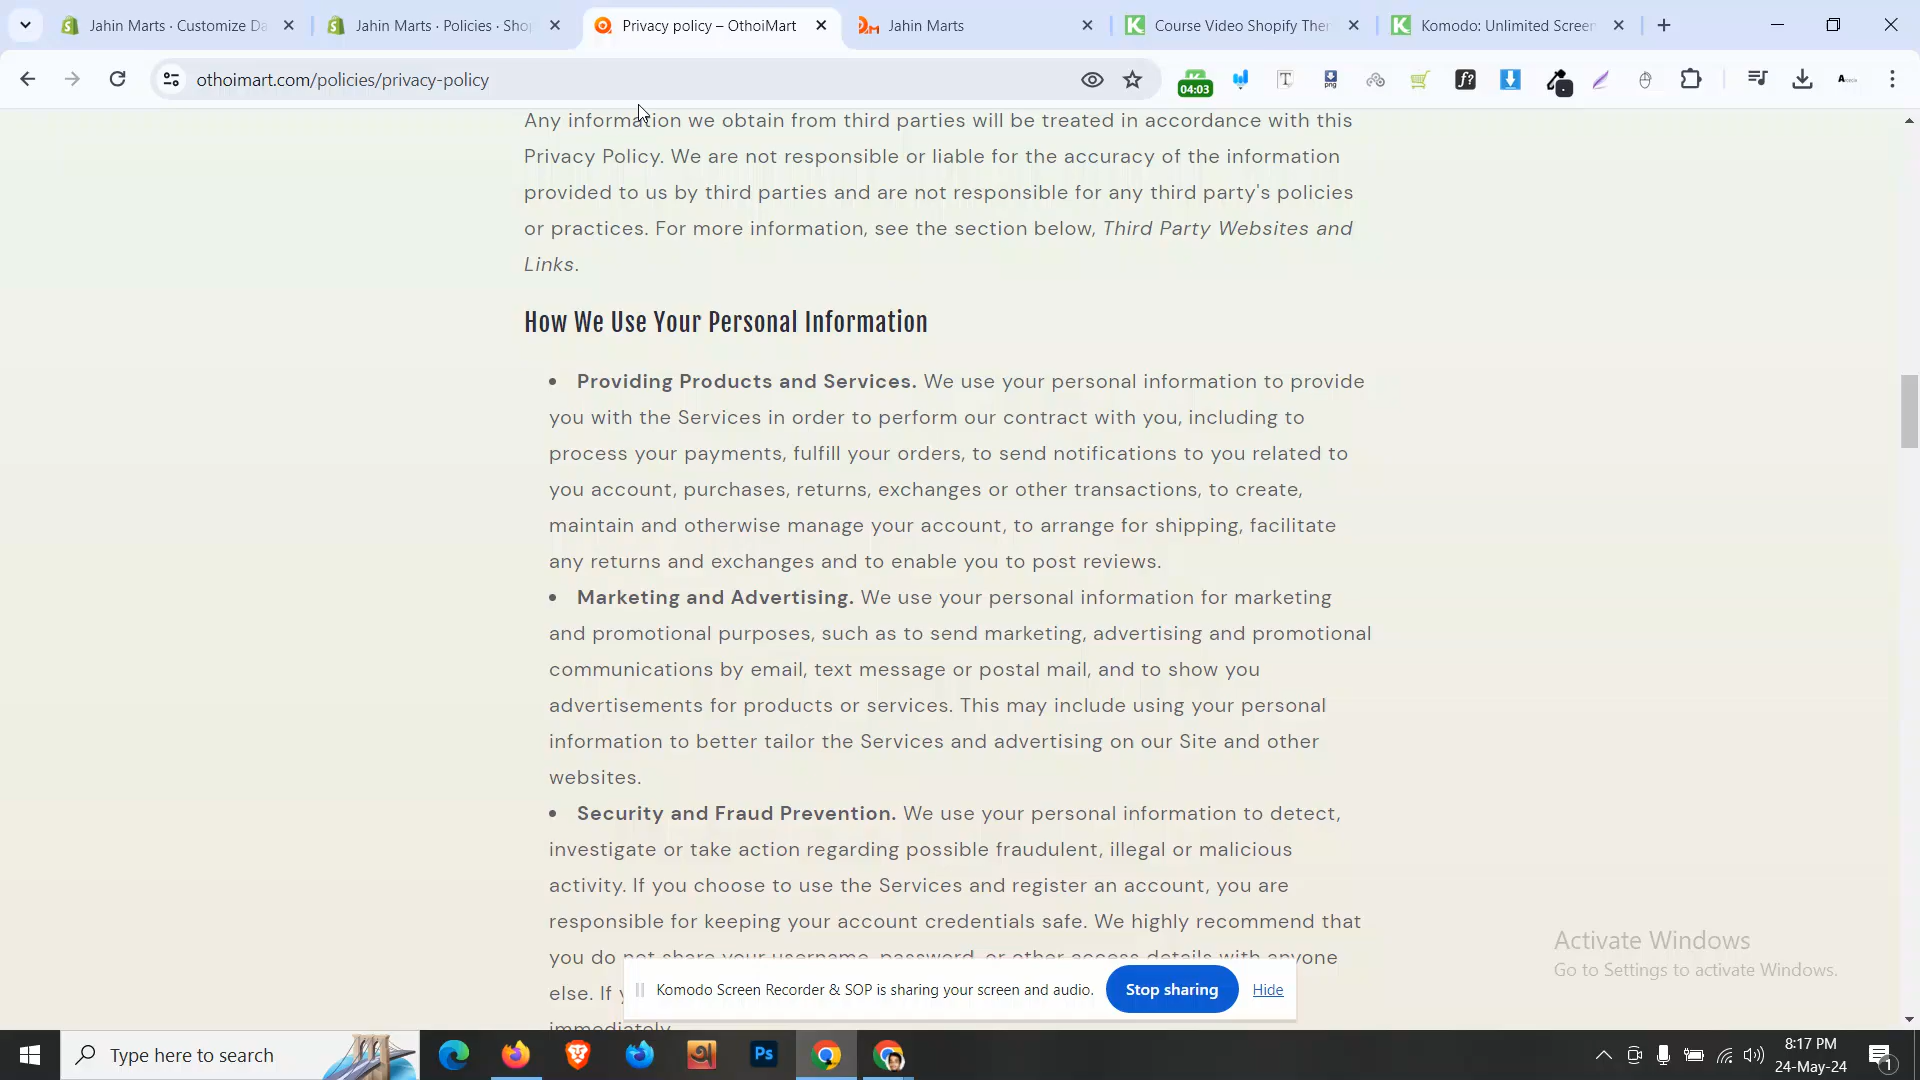 Jahin Marts · Customize Da
Jahin Marts · Policies · Sho
Privacy policy – OthoiMart
Jahin Marts
Course Video Shopify The
Komodo: Unlimited Screen
othoimart.com/policies/privacy-policy
04:03
Any information we obtain from third parties will be treated in accordance with this
Privacy Policy. We are not responsible or liable for the accuracy of the information
provided to us by third parties and are not responsible for any third party's policies
or practices. For more information, see the section below, Third Party Websites and
Links.
How We Use Your Personal Information
• Providing Products and Services. We use your personal information to provide
you with the Services in order to perform our contract with you, including to
process your payments, fulfill your orders, to send notifications to you related to
you account, purchases, returns, exchanges or other transactions, to create,
maintain and otherwise manage your account, to arrange for shipping, facilitate
any returns and exchanges and to enable you to post reviews.
• Marketing and Advertising. We use your personal information for marketing
and promotional purposes, such as to send marketing, advertising and promotional
communications by email, text message or postal mail, and to show you
advertisements for products or services. This may include using your personal
information to better tailor the Services and advertising on our Site and other
websites.
• Security and Fraud Prevention. We use your personal information to detect,
investigate or take action regarding possible fraudulent, illegal or malicious
activity. If you choose to use the Services and register an account, you are
responsible for keeping your account credentials safe. We highly recommend that
you do not share your username, password, or other access details with anyone
else. If y
immediately.
Komodo Screen Recorder & SOP is sharing your screen and audio.
Stop sharing
Hide
Activate Windows
Go to Settings to activate Windows.
Type here to search
Ps
8:17 PM
24-May-24
1